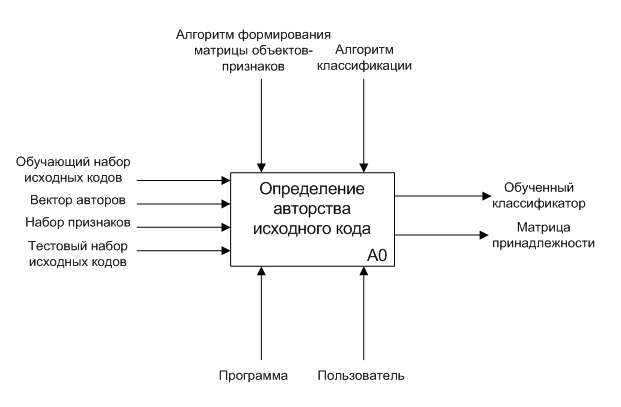 Алгоритм формирования
матрицы объектов-
признаков
Алгоритм
классификации
Обучающий набор
исходных кодов
Вектор авторов
Набор признаков
Тестовый набор
исходных кодов
Определение
авторства
исходного кода
A0
Обученный
классификатор
Матрица
принадлежности
Программа
Пользователь